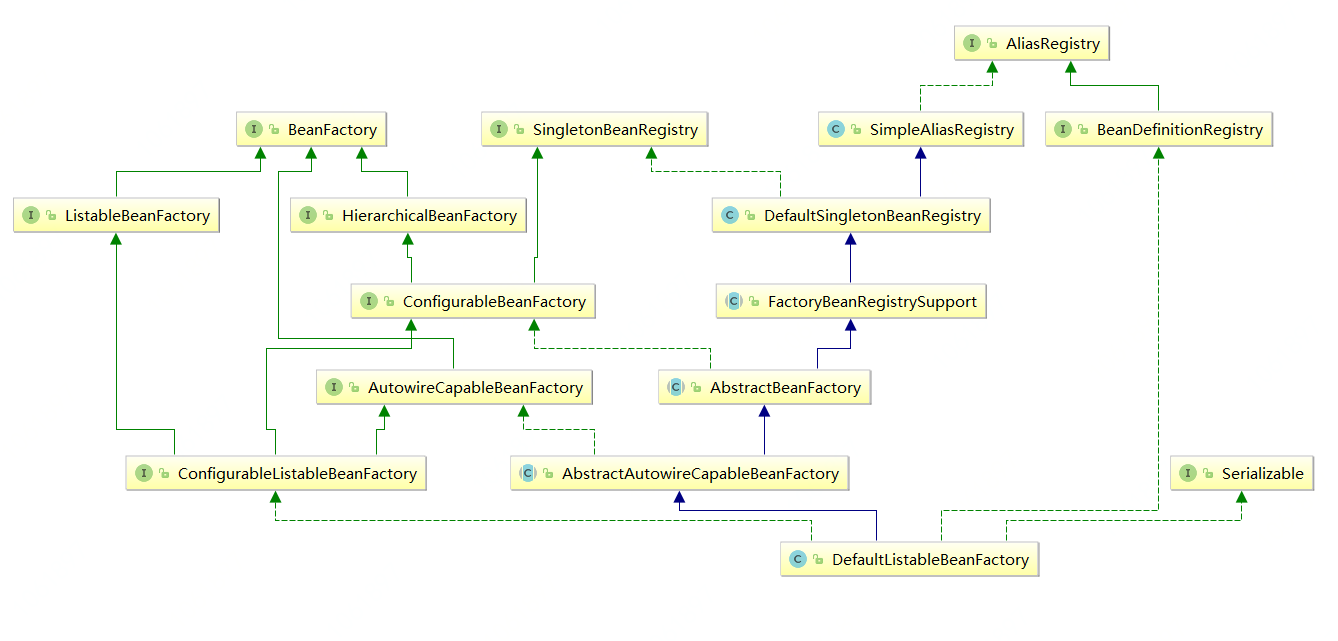 I AliasRegistry
I BeanFactory
I SingletonBeanRegistry
C SimpleAliasRegistry
I BeanDefinitionRegistry
I ListableBeanFactory
I HierarchicalBeanFactory
C DefaultSingletonBeanRegistry
I ConfigurableBeanFactory
C FactoryBeanRegistrySupport
I AutowireCapableBeanFactory
C AbstractBeanFactory
I ConfigurableListableBeanFactory
C AbstractAutowireCapableBeanFactory
I Serializable
C DefaultListableBeanFactory